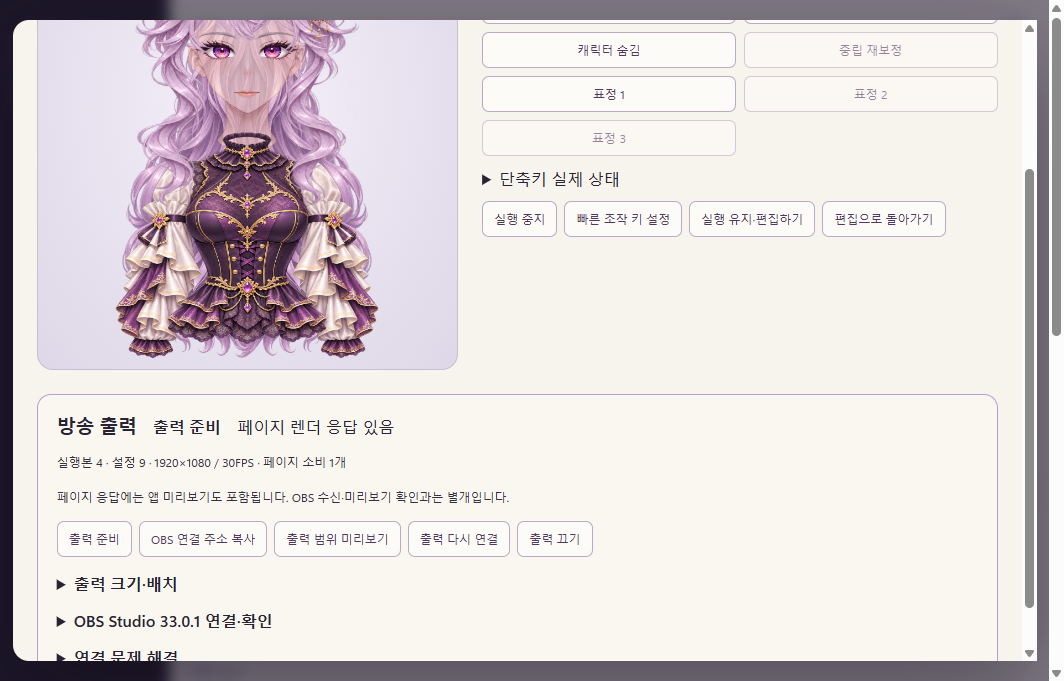 캐릭터 숨김
중립 재보정
표정 1
표정 2
표정 3
▶ 단축키 실제 상태
실행 중지
빠른 조작 키 설정
실행 유지·편집하기
편집으로 돌아가기
방송 출력 출력 준비 페이지 렌더 응답 있음
실행본 4 · 설정 9 · 1920×1080 / 30FPS · 페이지 소비 1개
페이지 응답에는 앱 미리보기도 포함됩니다. OBS 수신·미리보기 확인과는 별개입니다.
출력 준비
OBS 연결 주소 복사
출력 범위 미리보기
출력 다시 연결
출력 끄기
▶ 출력 크기·배치
▶ OBS Studio 33.0.1 연결·확인
▶ 연결 문제 해결